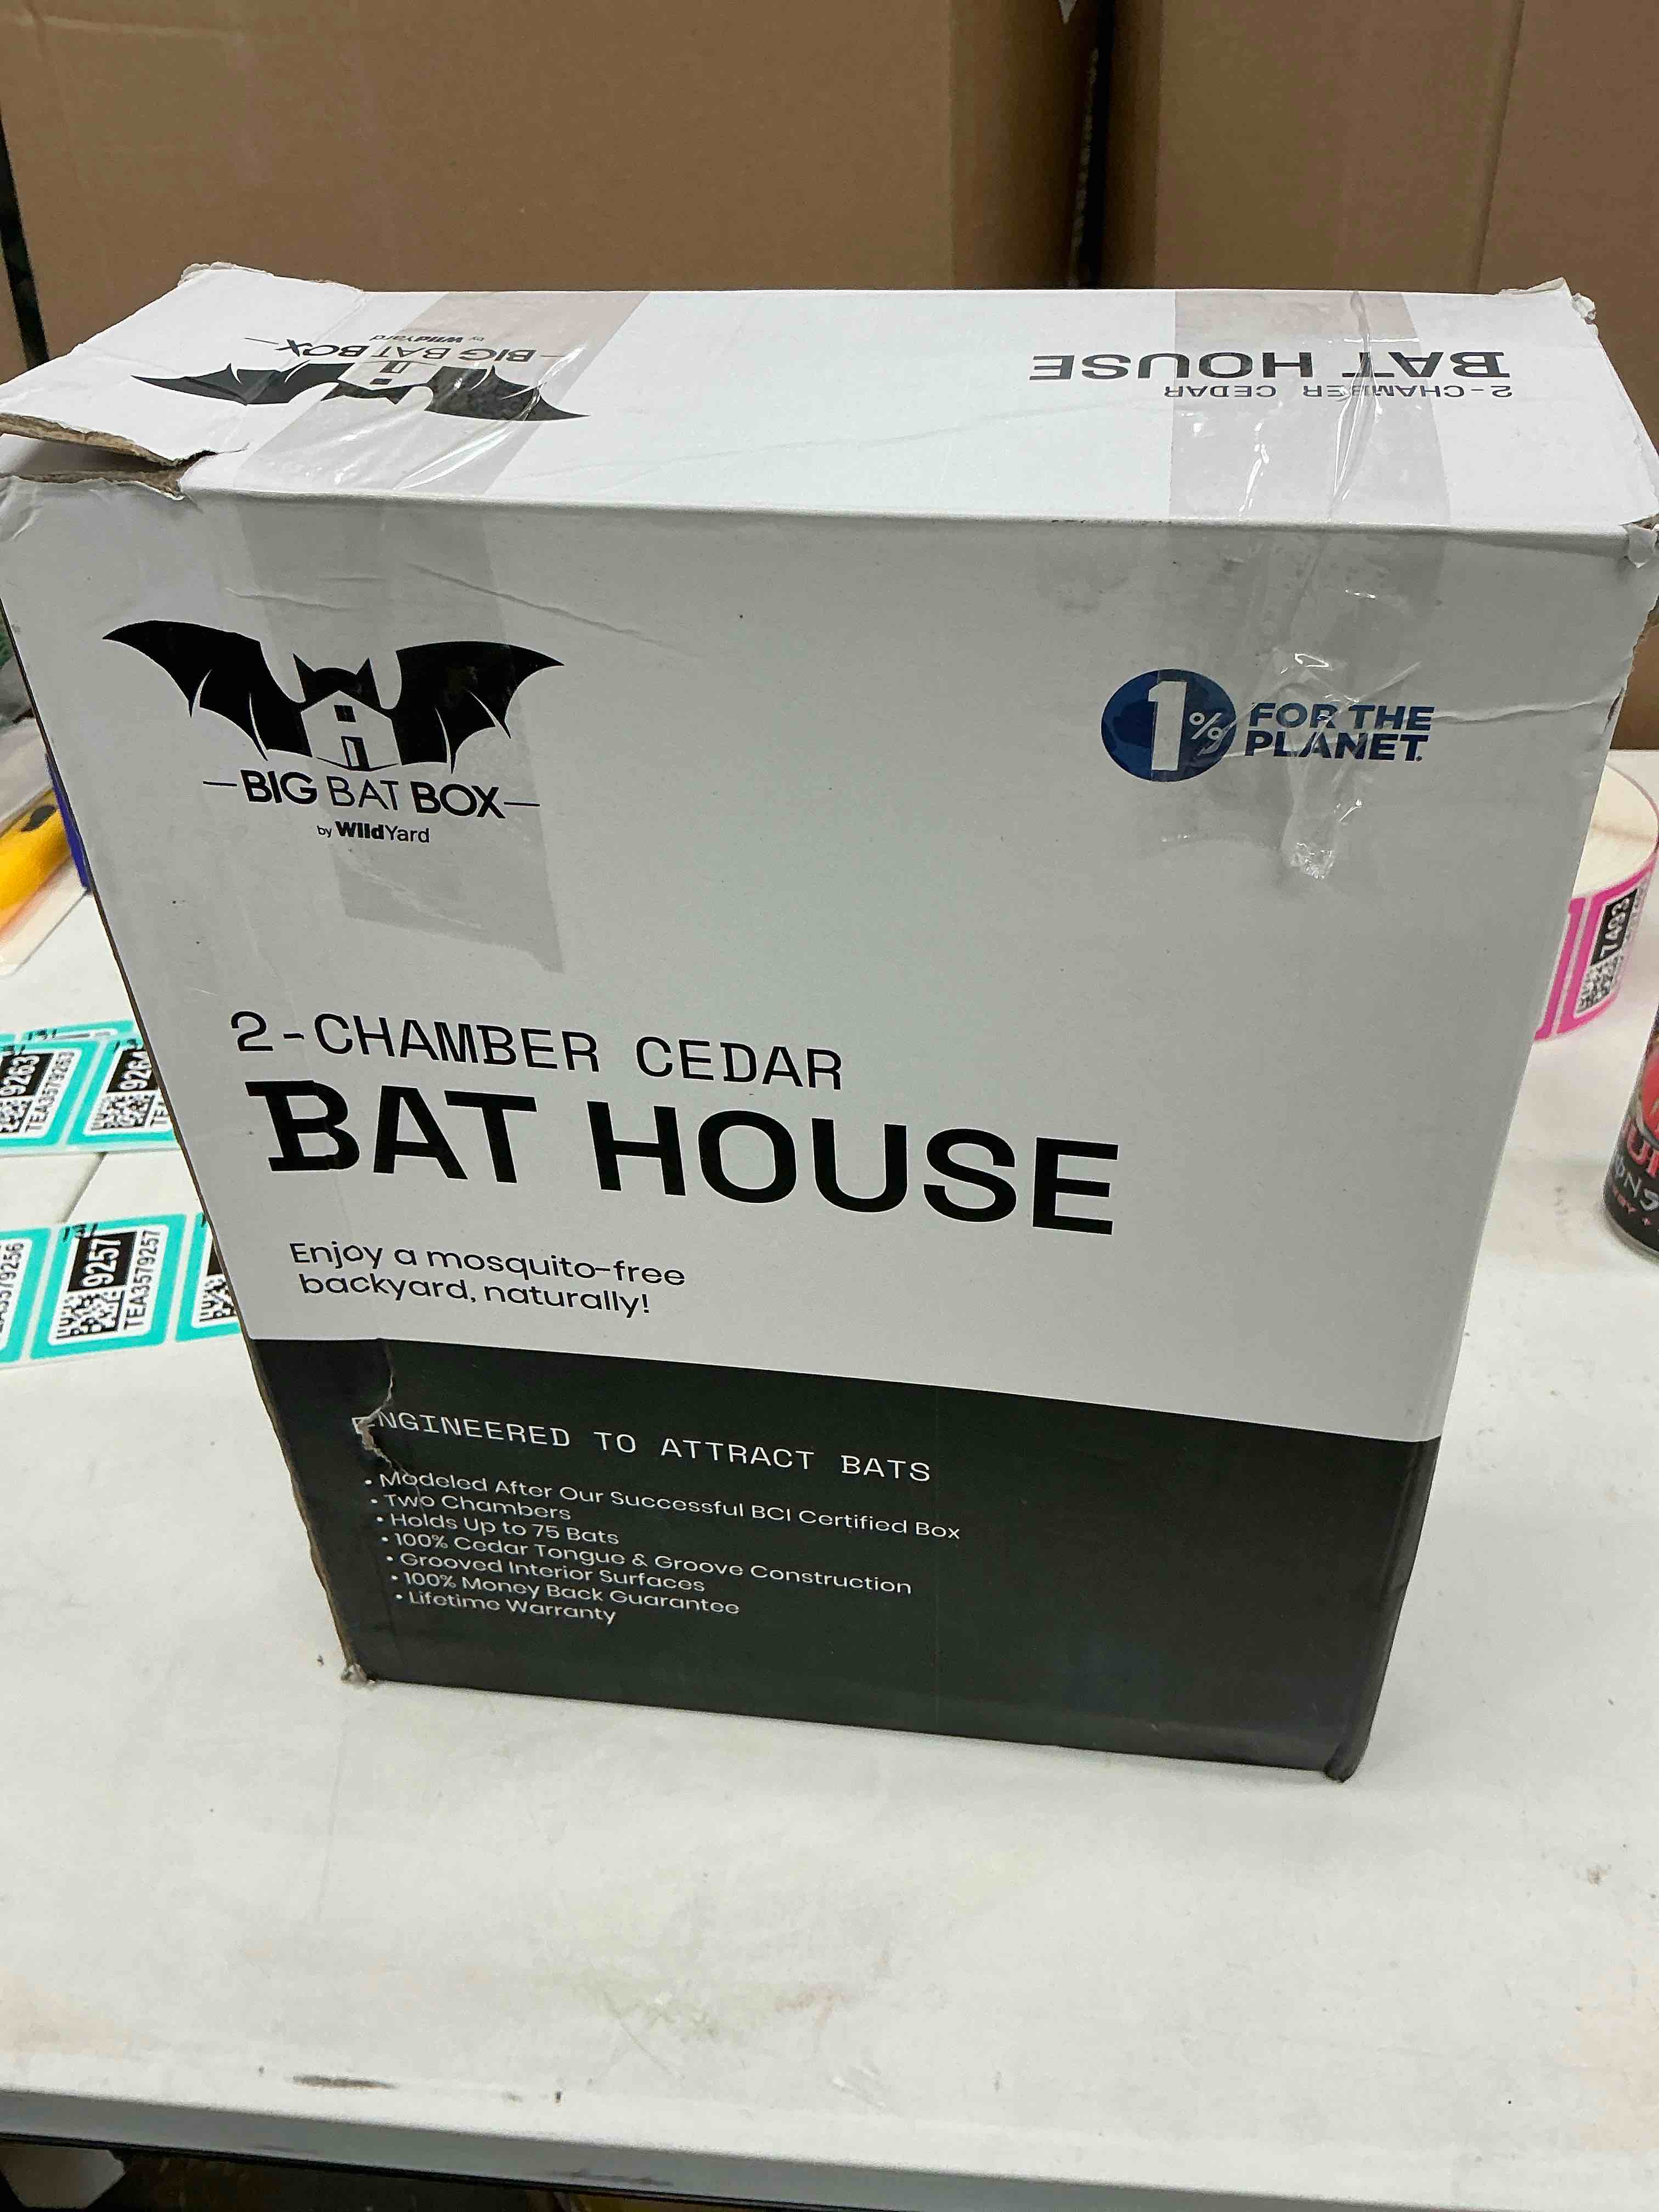 BIG BAT BOX
by WildYard
2-CHAMBER CEDAR
BAT HOUSE
BIG BAT BOX
by WildYard
1% FOR THE
PLANET.
2-CHAMBER CEDAR
BAT HOUSE
Enjoy a mosquito-free
backyard, naturally!
ENGINEERED TO ATTRACT BATS
• Modeled After Our Successful BCI Certified Box
• Two Chambers
• Holds Up to 75 Bats
• 100% Cedar Tongue & Groove Construction
• Grooved Interior Surfaces
• 100% Money Back Guarantee
• Lifetime Warranty
9263
TEA3579263
9257
TEA3579257
7493